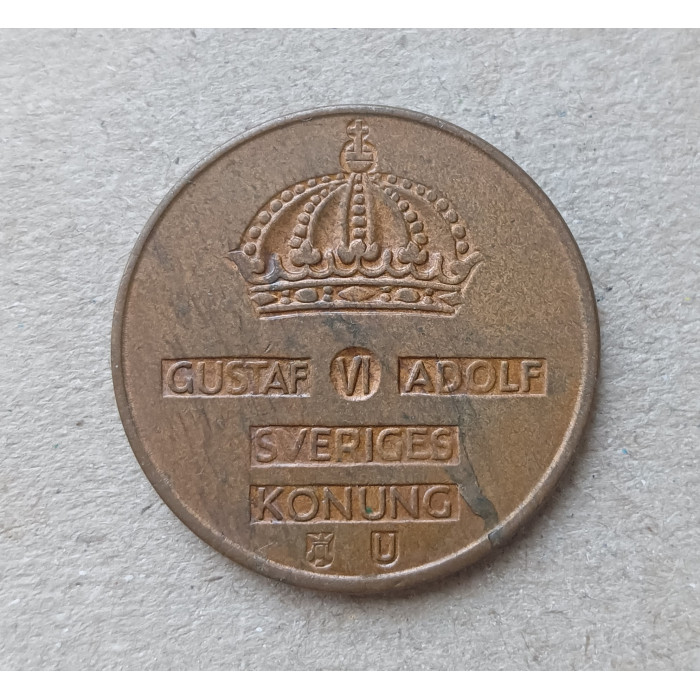 GUSTAF VI ADOLF
SVERIGES
KONUNG
U